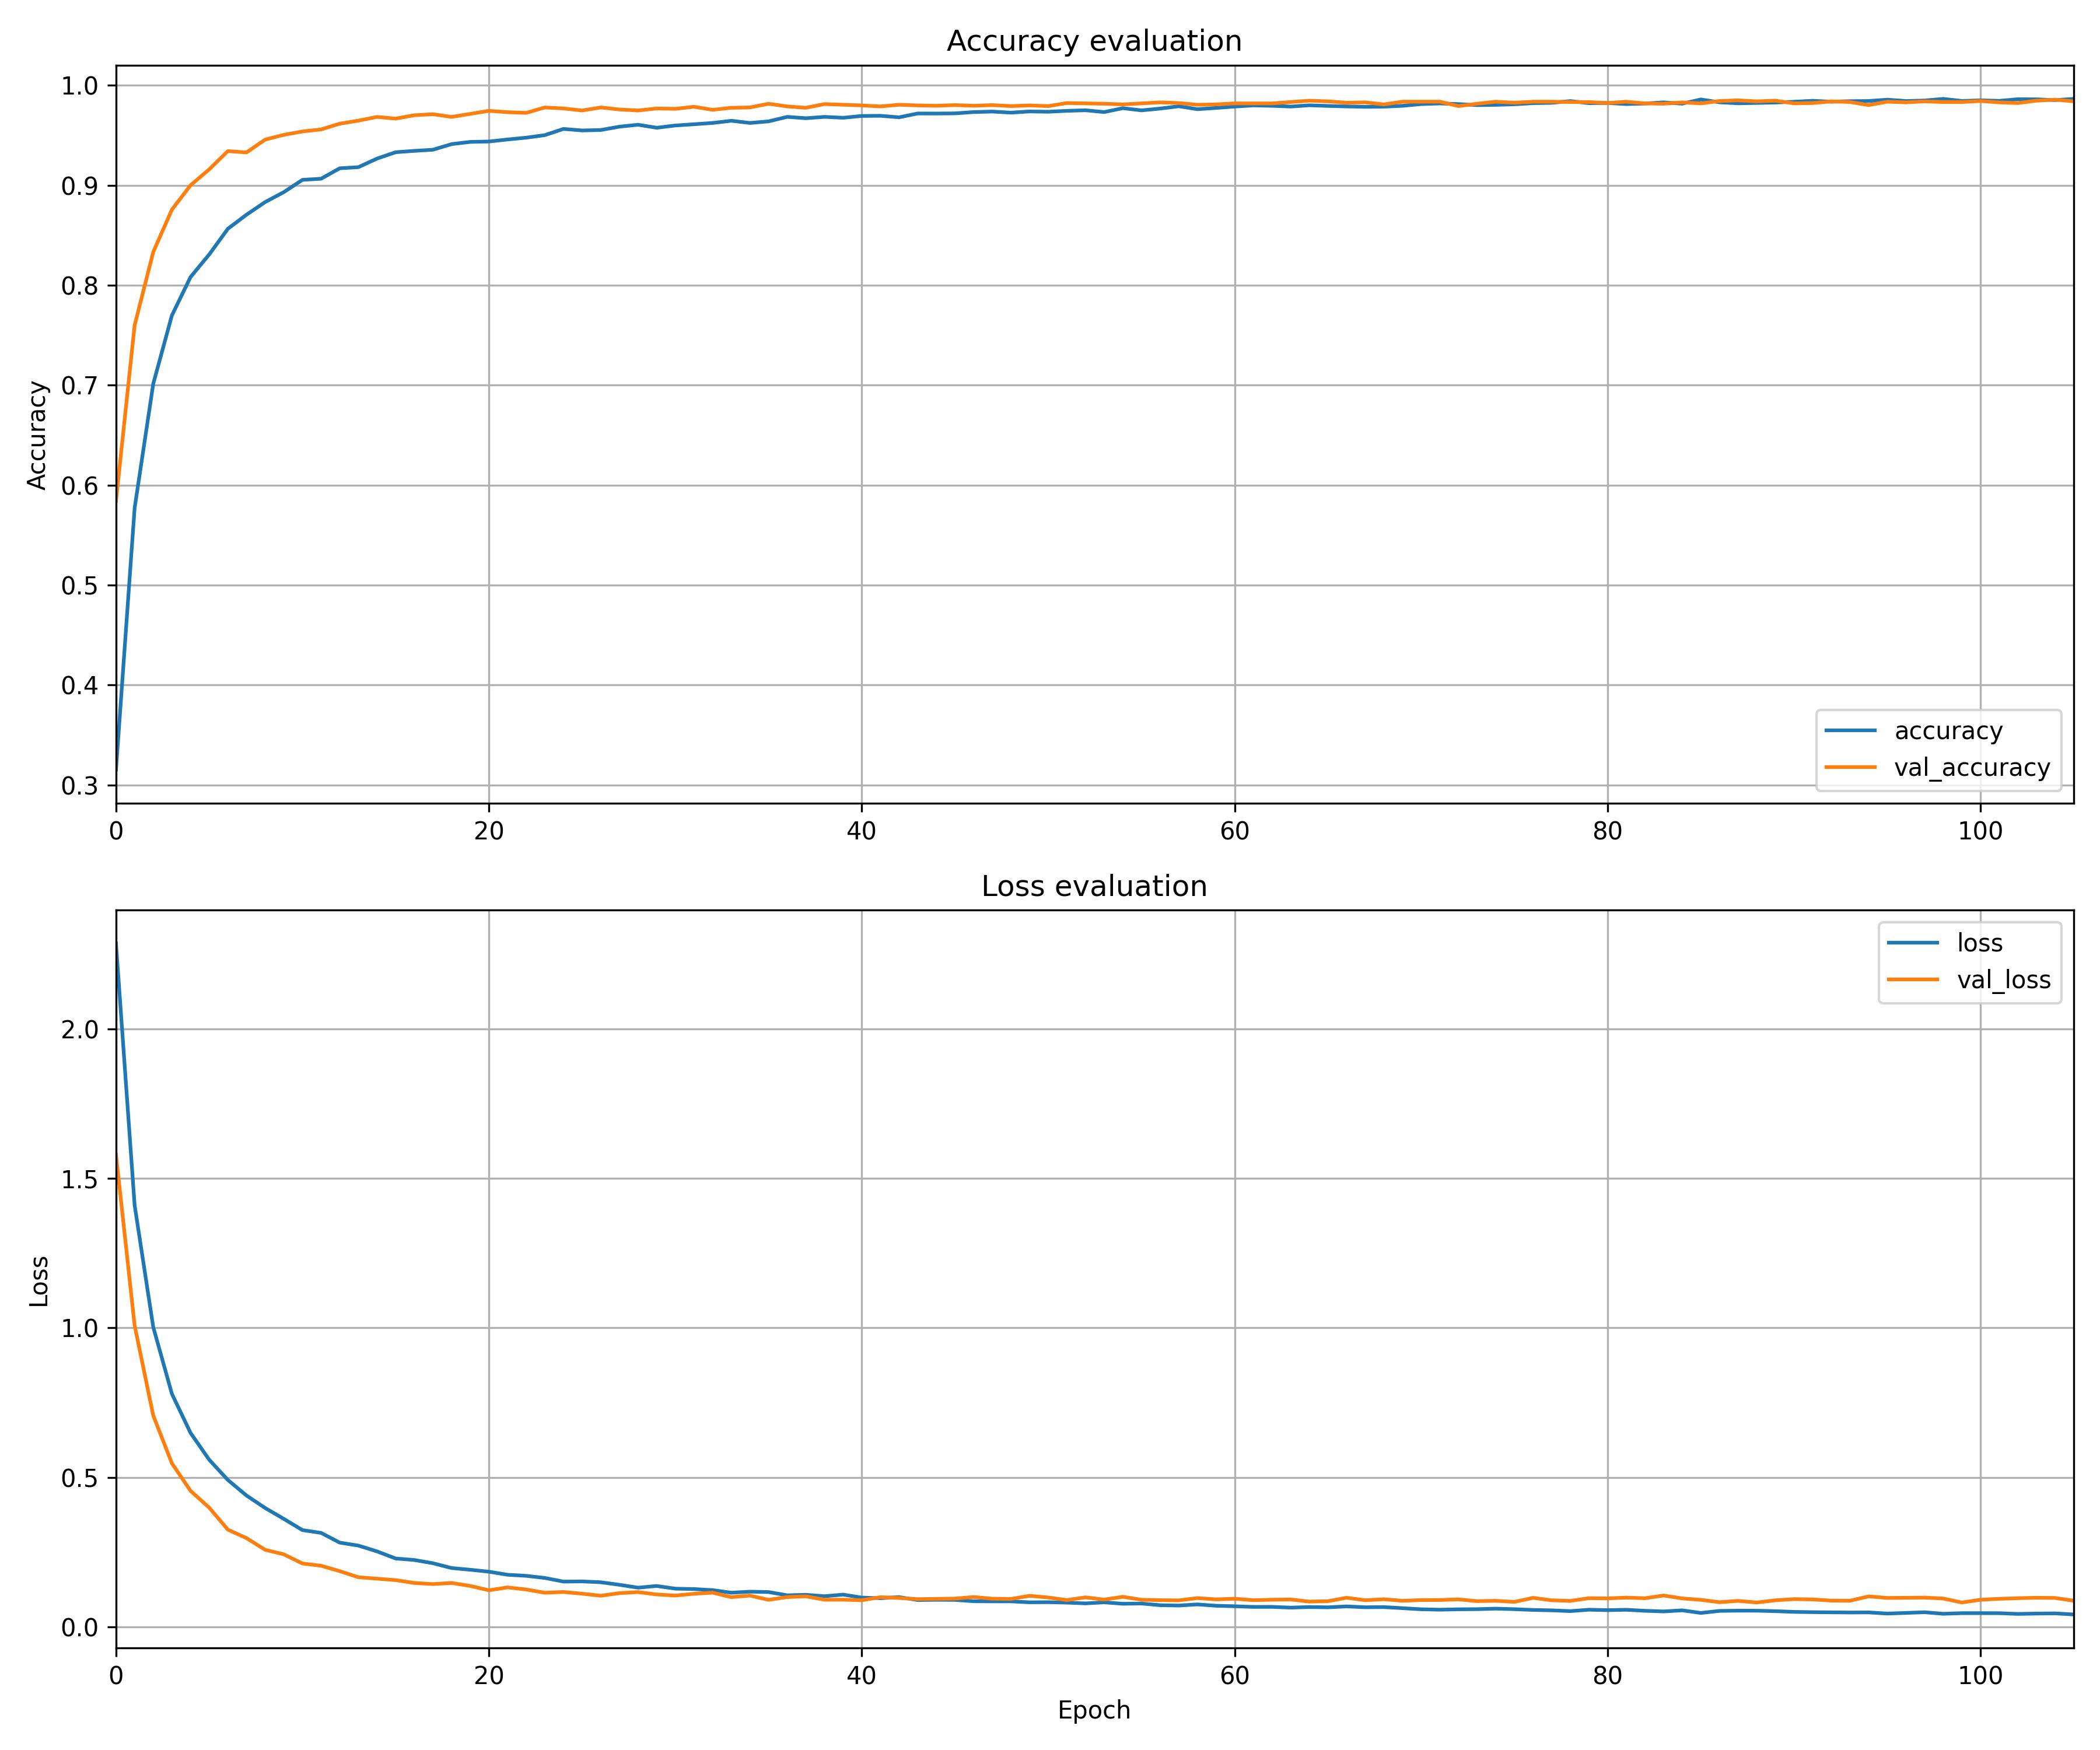 Accuracy evaluation
1.0
0.9
0.8
0.7
0.6
0.5
0.4
0.3
Accuracy
accuracy
val_accuracy
0 20 40 60 80 100
Loss evaluation
loss
val_loss
2.0
1.5
1.0
0.5
0.0
Loss
0 20 40 60 80 100
Epoch